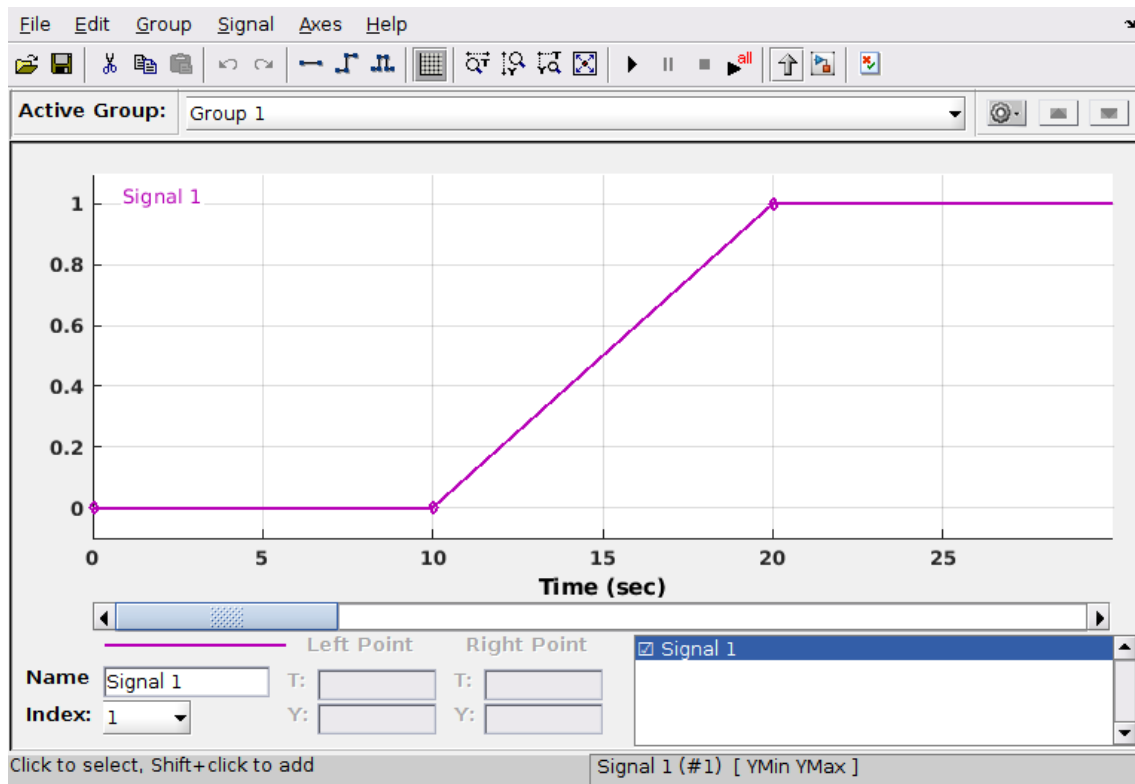 File Edit Group Signal Axes Help
all
Active Group: Group 1
Signal 1
1
0.8
0.6
0.4
0.2
0
0 5 10 15 20 25
Time (sec)
Left Point Right Point
Signal 1
Name Signal 1 T: T:
Index: 1 Y: Y:
Click to select, Shift+click to add Signal 1 (#1) [ YMin YMax ]